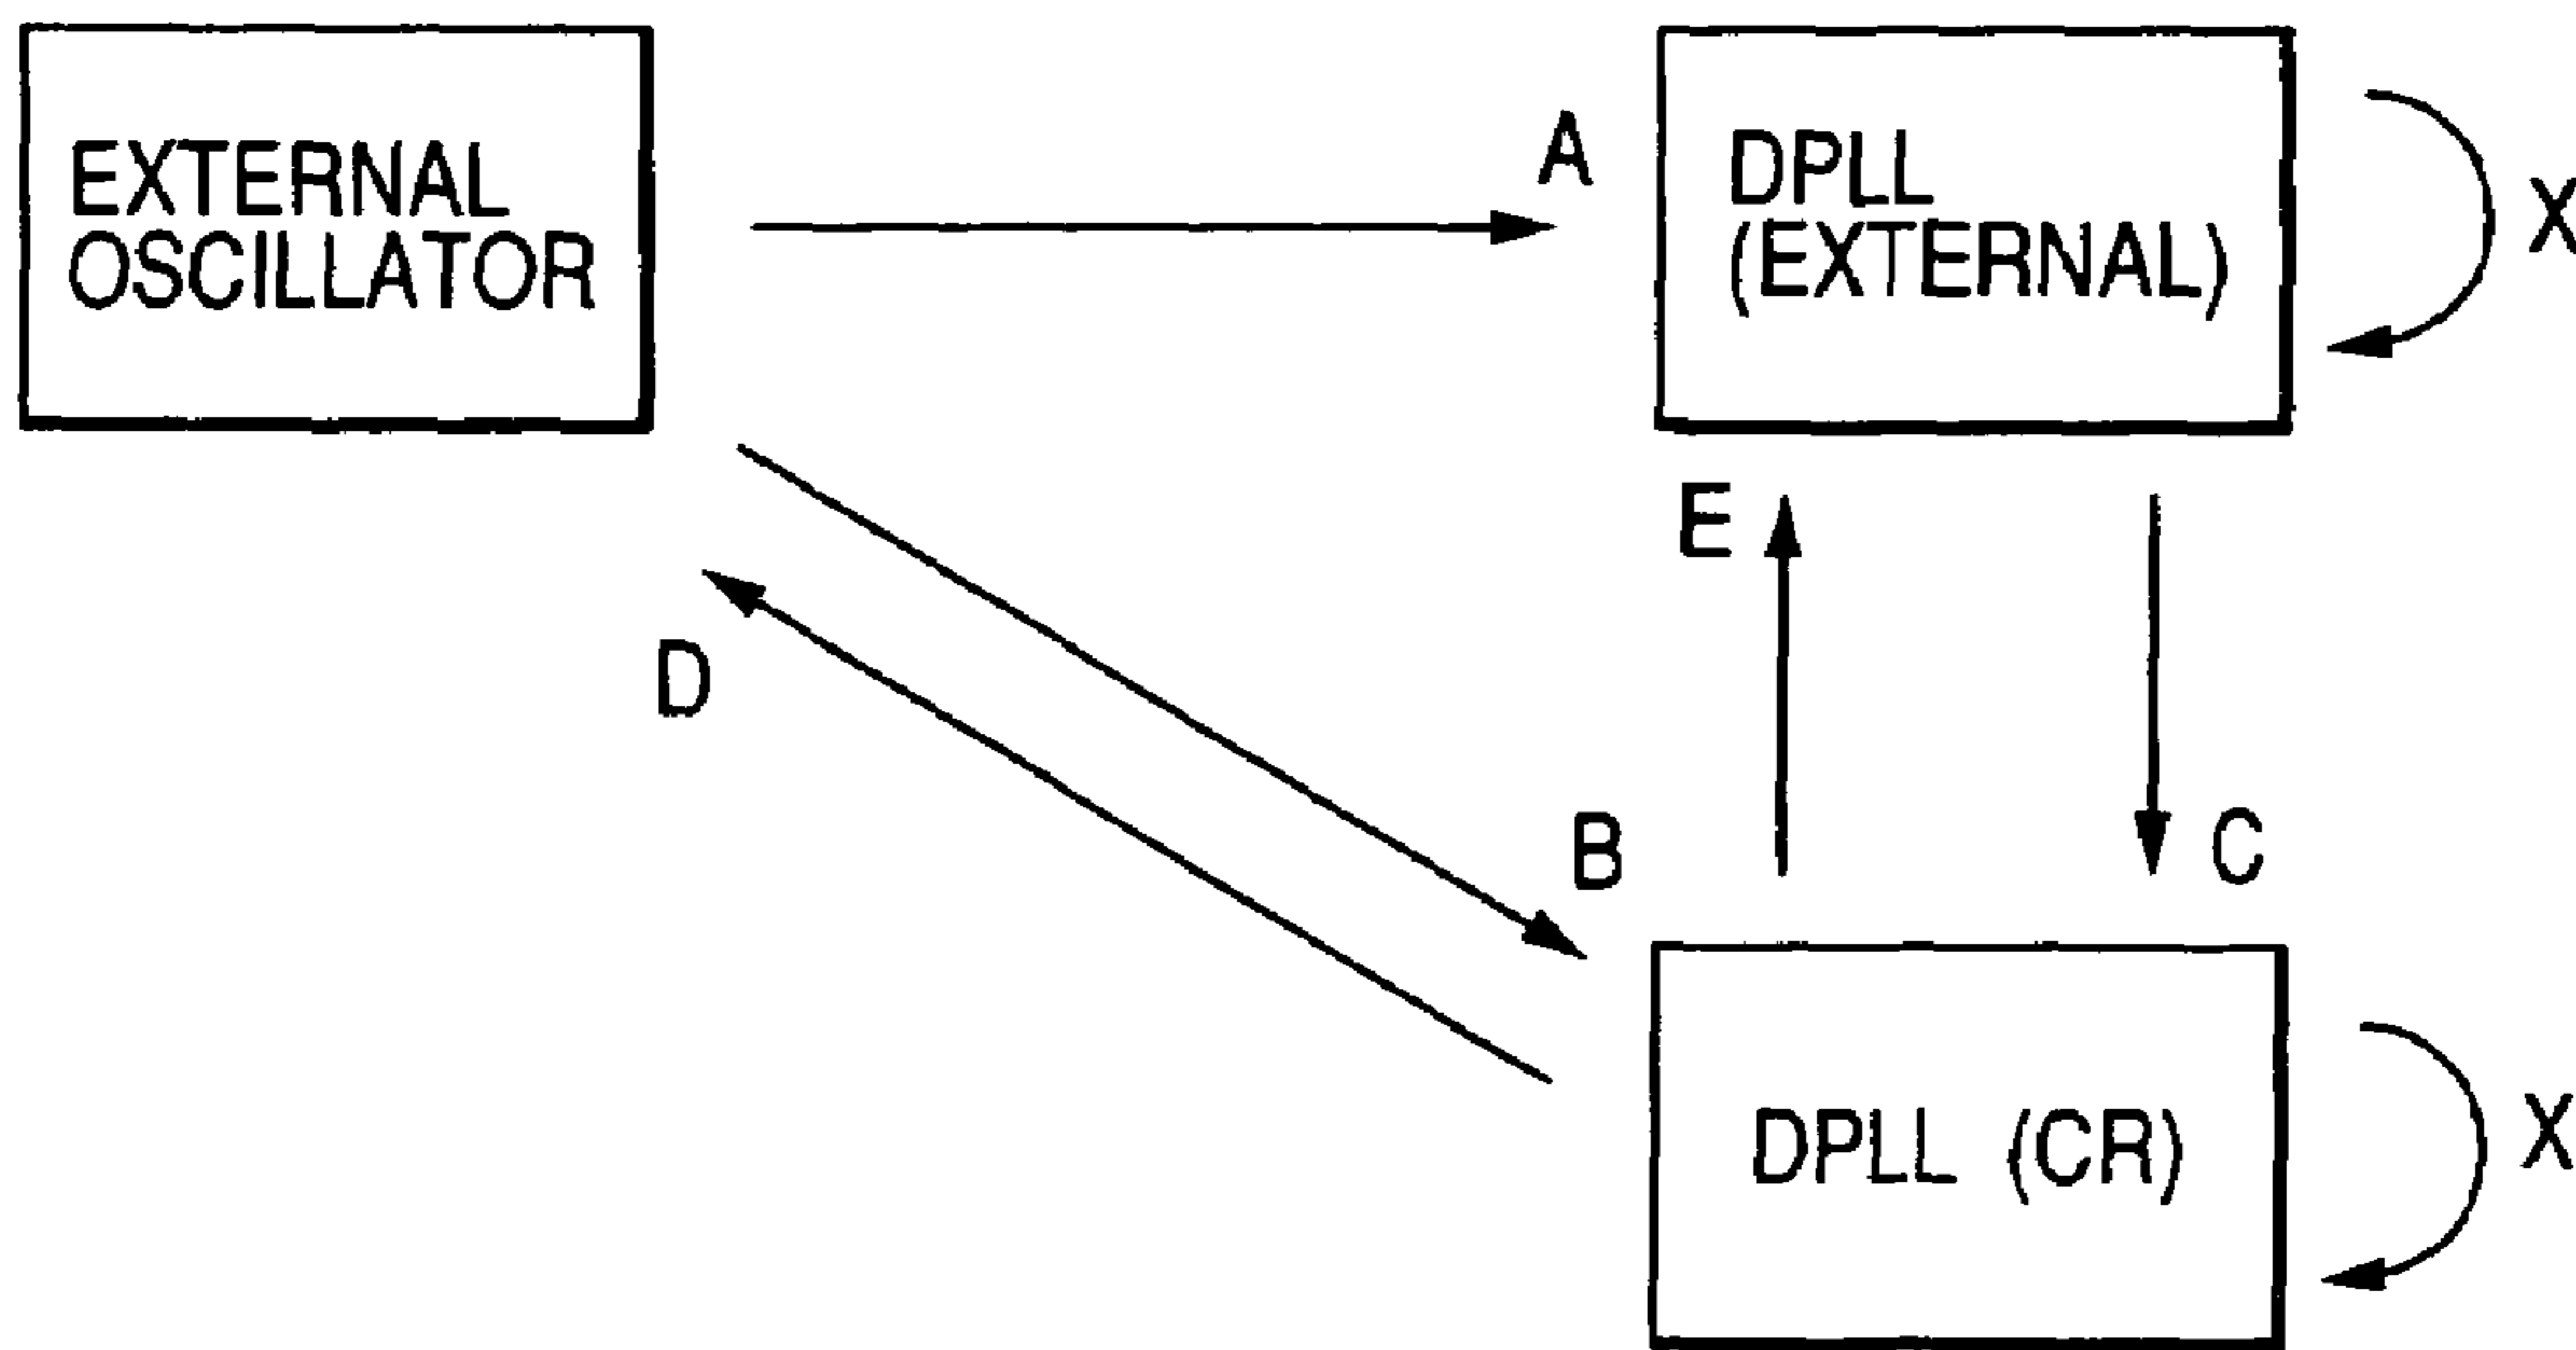 EXTERNAL
OSCILLATOR
A
DPLL
(EXTERNAL)
X
E
D
B
C
DPLL (CR)
X